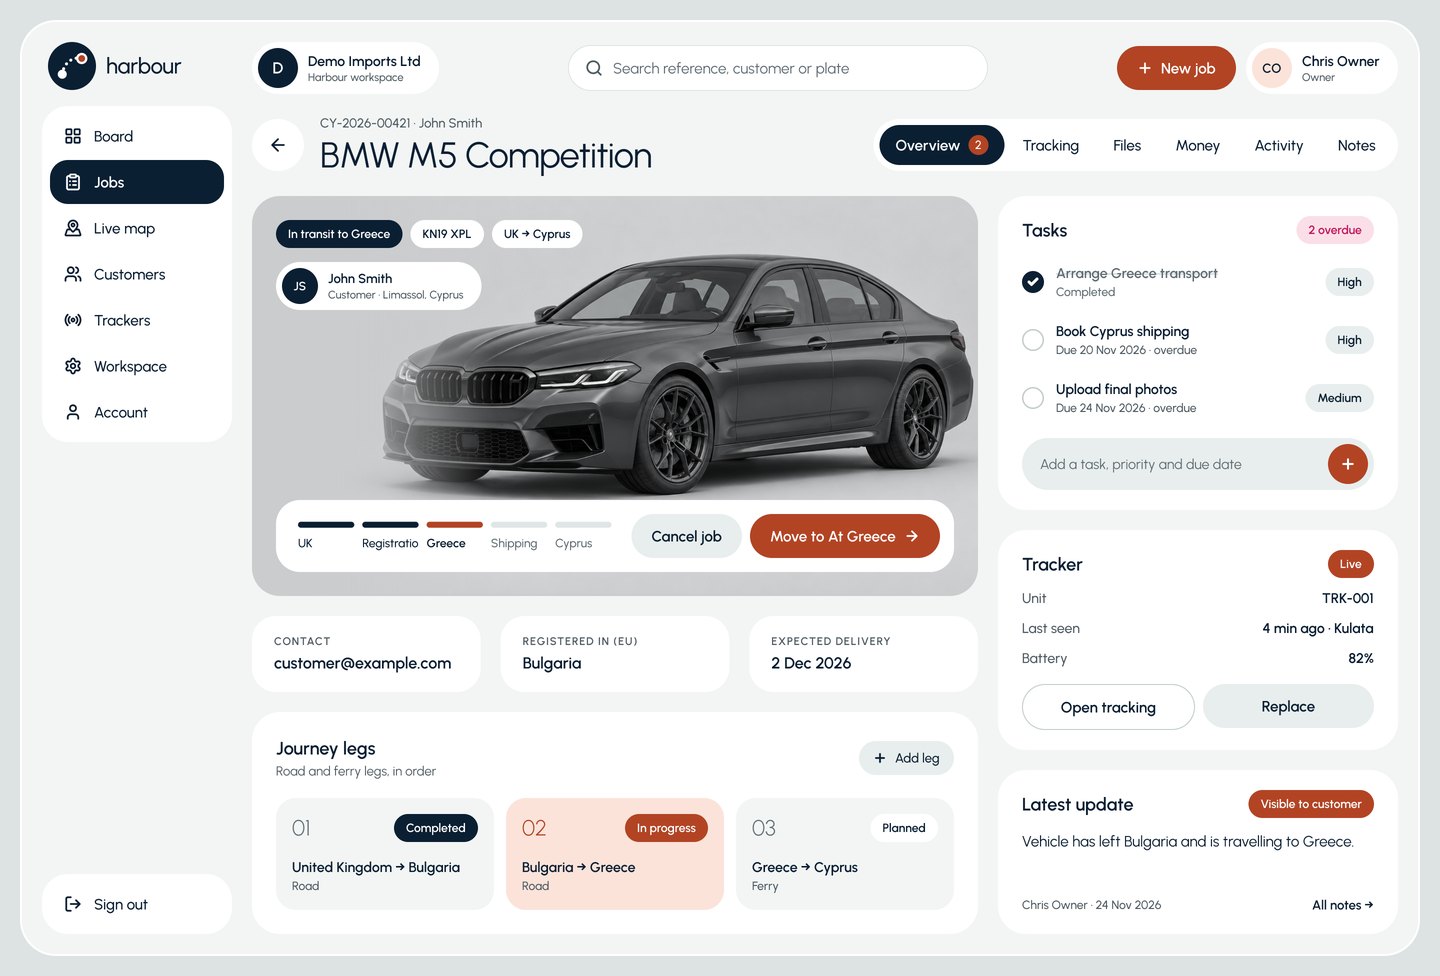 harbour
D
Demo Imports Ltd
Harbour workspace
Search reference, customer or plate
+ New job
CO
Chris Owner
Owner
Board
Jobs
Live map
Customers
Trackers
Workspace
Account
Sign out
CY-2026-00421 · John Smith
BMW M5 Competition
Overview 2
Tracking
Files
Money
Activity
Notes
In transit to Greece
KN19 XPL
UK → Cyprus
JS
John Smith
Customer · Limassol, Cyprus
UK
Registratio
Greece
Shipping
Cyprus
Cancel job
Move to At Greece →
CONTACT
customer@example.com
REGISTERED IN (EU)
Bulgaria
EXPECTED DELIVERY
2 Dec 2026
Journey legs
Road and ferry legs, in order
+ Add leg
01
Completed
United Kingdom → Bulgaria
Road
02
In progress
Bulgaria → Greece
Road
03
Planned
Greece → Cyprus
Ferry
Tasks
2 overdue
Arrange Greece transport
Completed
High
Book Cyprus shipping
Due 20 Nov 2026 · overdue
High
Upload final photos
Due 24 Nov 2026 · overdue
Medium
Add a task, priority and due date
Tracker
Live
Unit
TRK-001
Last seen
4 min ago · Kulata
Battery
82%
Open tracking
Replace
Latest update
Visible to customer
Vehicle has left Bulgaria and is travelling to Greece.
Chris Owner · 24 Nov 2026
All notes →